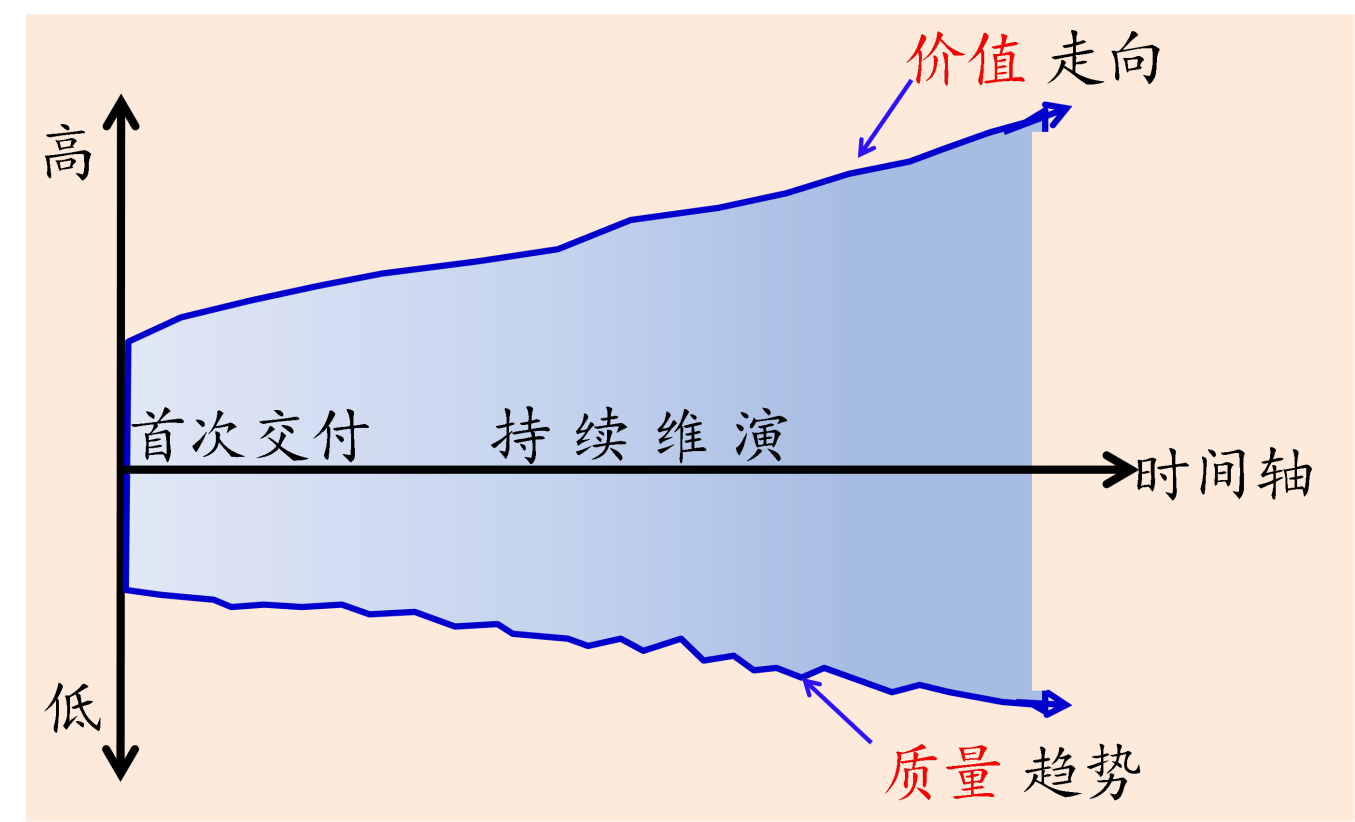 价值 走向
高
首次交付 持续维演
时间轴
低
质量 趋势